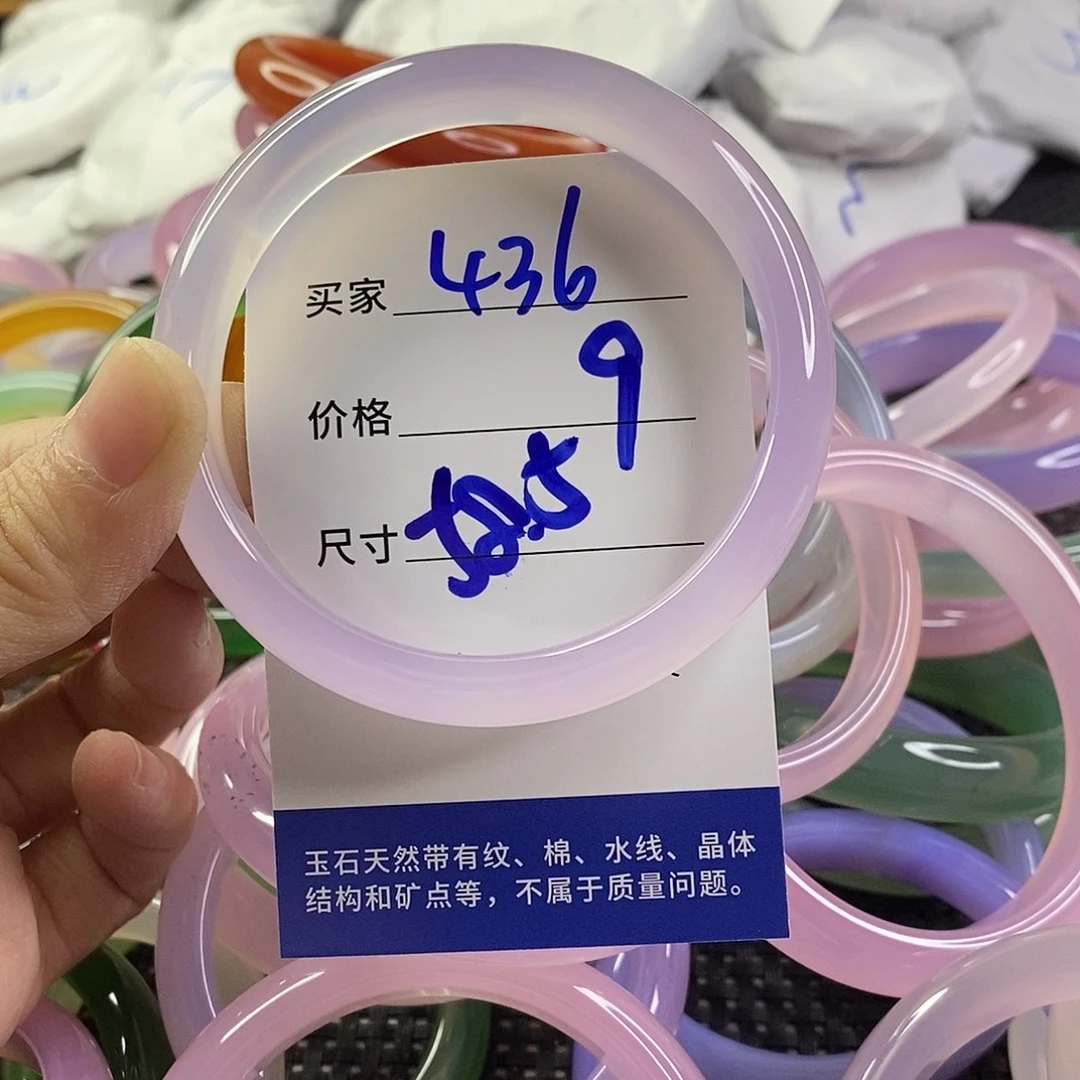 买家 436
价格 9
尺寸
玉石天然带有纹、棉、水线、晶体
结构和矿点等，不属于质量问题。